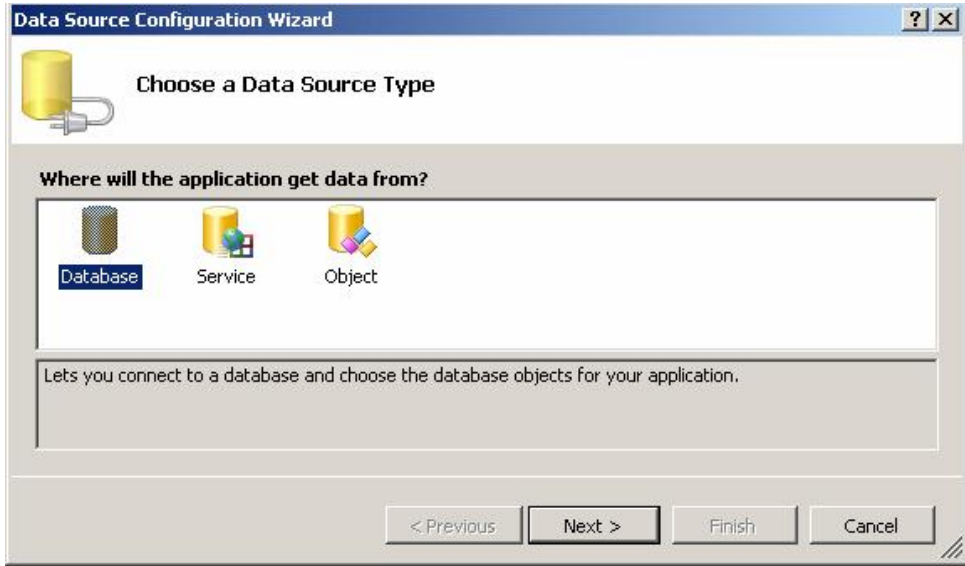 Data Source Configuration Wizard
Choose a Data Source Type
Where will the application get data from?
Database Service Object
Lets you connect to a database and choose the database objects for your application.
< Previous Next > Finish Cancel